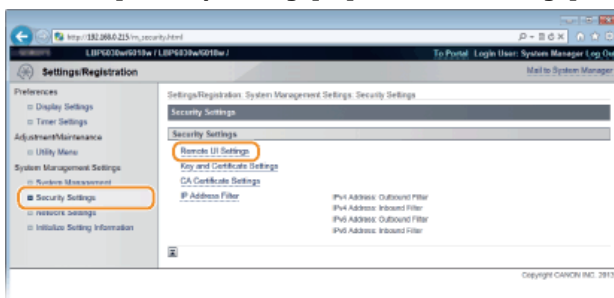 http://192.168.0.215/m_security.html
LBP6030w/6018w / LBP6030w/6018w /
To Portal Login User: System Manager Log Out
Settings/Registration
Mail to System Manager
Preferences
Display Settings
Timer Settings
Adjustment/Maintenance
Utility Menu
System Management Settings
System Management
Security Settings
Network Settings
Initialize Setting Information
Settings/Registration: System Management Settings: Security Settings
Security Settings
Security Settings
Remote UI Settings
Key and Certificate Settings
CA Certificate Settings
IP Address Filter
IPv4 Address: Outbound Filter
IPv4 Address: Inbound Filter
IPv6 Address: Outbound Filter
IPv6 Address: Inbound Filter
Copyright CANON INC. 2013